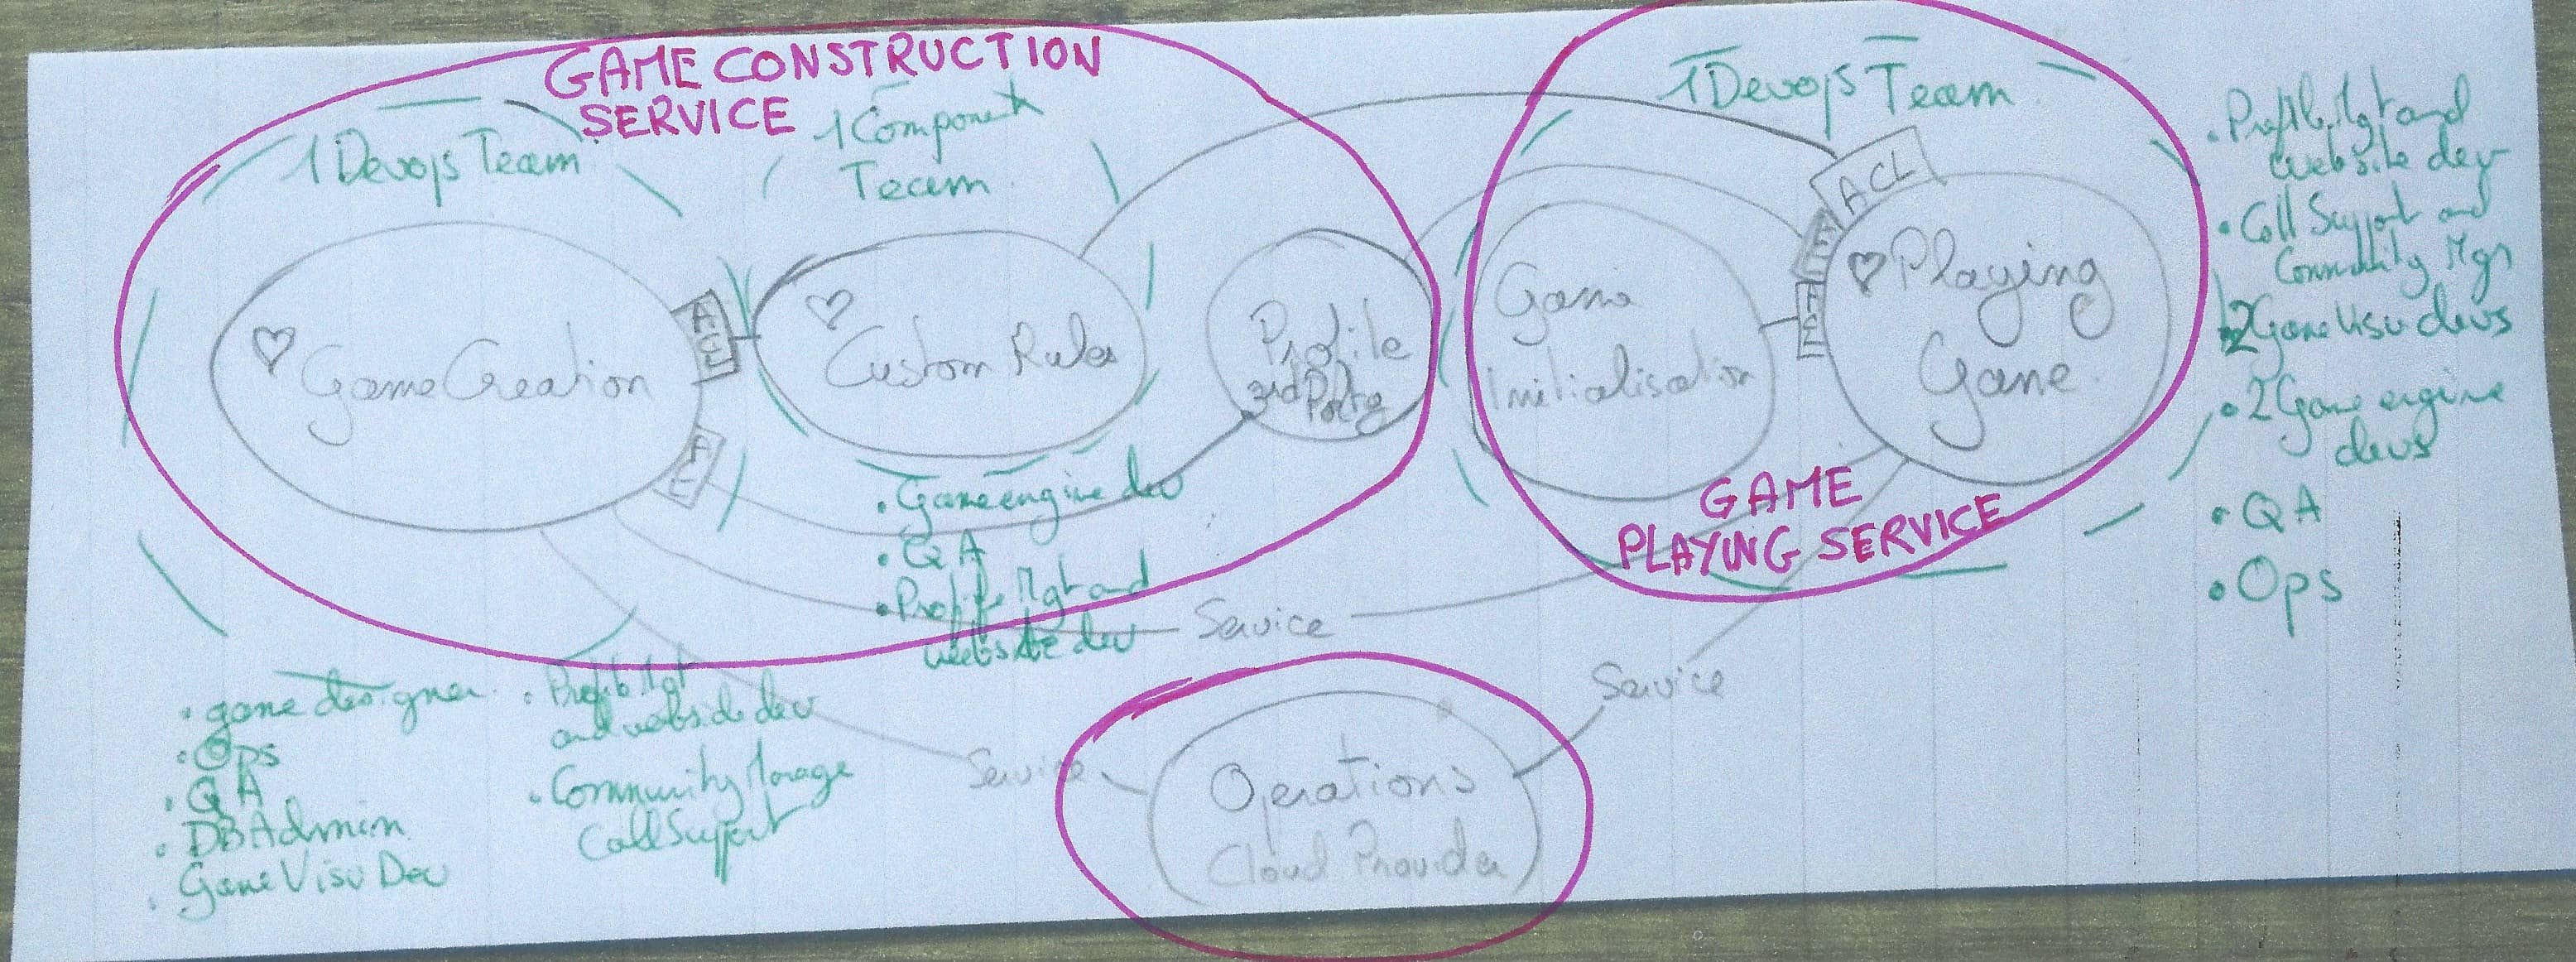 GAME CONSTRUCTION
SERVICE
1 Devops Team
1 Component
Team
♡ Game Creation
ACL
ACL
♡
Custom Rules
Profile
3rd Party
. Game engine dev
. QA
. Profile Mgt and
website dev
. game designer
. Ops
. QA
. DB Admin
. Game Visu Dev
. Profile Mgt
and website dev
. Community Manage
Call Support
1 Devops Team
ACL
ACL
ACL
Game
Initialisation
♡ Playing
Game
GAME
PLAYING SERVICE
. Profile Mgt and
website dev
. Call Support and
Community Mgr
. 2 Game Visu devs
. 2 Game engine
devs
. QA
. Ops
Service
Service
Service
Operations
Cloud Provider